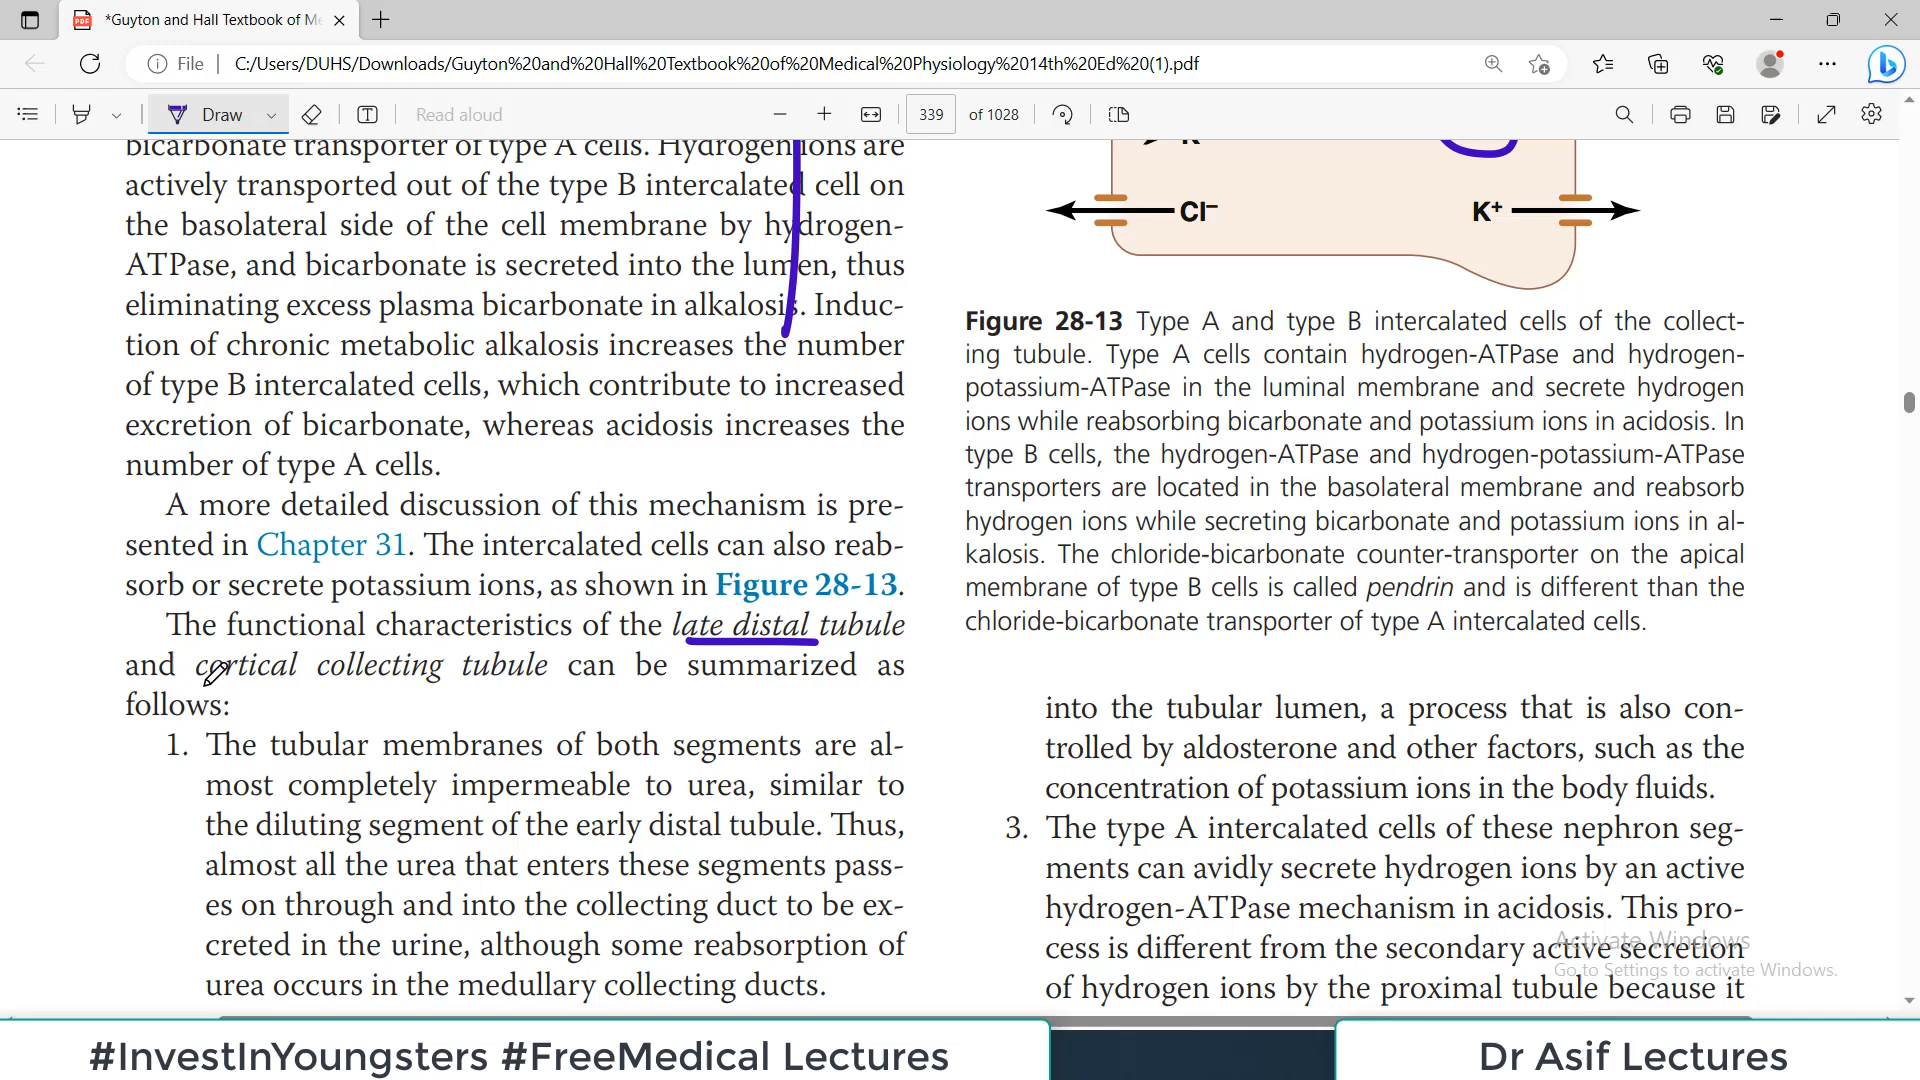 *Guyton and Hall Textbook of Me
File
C:/Users/DUHS/Downloads/Guyton%20and%20Hall%20Textbook%20of%20Medical%20Physiology%2014th%20Ed%20(1).pdf
Draw
Read aloud
339 of 1028
bicarbonate transporter of type A cells. Hydrogen ions are
actively transported out of the type B intercalated cell on
the basolateral side of the cell membrane by hydrogen-
ATPase, and bicarbonate is secreted into the lumen, thus
eliminating excess plasma bicarbonate in alkalosis. Induc-
tion of chronic metabolic alkalosis increases the number
of type B intercalated cells, which contribute to increased
excretion of bicarbonate, whereas acidosis increases the
number of type A cells.
A more detailed discussion of this mechanism is pre-
sented in Chapter 31. The intercalated cells can also reab-
sorb or secrete potassium ions, as shown in Figure 28-13.
The functional characteristics of the late distal tubule
and cortical collecting tubule can be summarized as
follows:
1. The tubular membranes of both segments are al-
most completely impermeable to urea, similar to
the diluting segment of the early distal tubule. Thus,
almost all the urea that enters these segments pass-
es on through and into the collecting duct to be ex-
creted in the urine, although some reabsorption of
urea occurs in the medullary collecting ducts.
Cl⁻
K⁺
Figure 28-13 Type A and type B intercalated cells of the collect-
ing tubule. Type A cells contain hydrogen-ATPase and hydrogen-
potassium-ATPase in the luminal membrane and secrete hydrogen
ions while reabsorbing bicarbonate and potassium ions in acidosis. In
type B cells, the hydrogen-ATPase and hydrogen-potassium-ATPase
transporters are located in the basolateral membrane and reabsorb
hydrogen ions while secreting bicarbonate and potassium ions in al-
kalosis. The chloride-bicarbonate counter-transporter on the apical
membrane of type B cells is called pendrin and is different than the
chloride-bicarbonate transporter of type A intercalated cells.
into the tubular lumen, a process that is also con-
trolled by aldosterone and other factors, such as the
concentration of potassium ions in the body fluids.
3. The type A intercalated cells of these nephron seg-
ments can avidly secrete hydrogen ions by an active
hydrogen-ATPase mechanism in acidosis. This pro-
cess is different from the secondary active secretion
of hydrogen ions by the proximal tubule because it
Activate Windows
Go to Settings to activate Windows.
#InvestInYoungsters #FreeMedical Lectures
Dr Asif Lectures